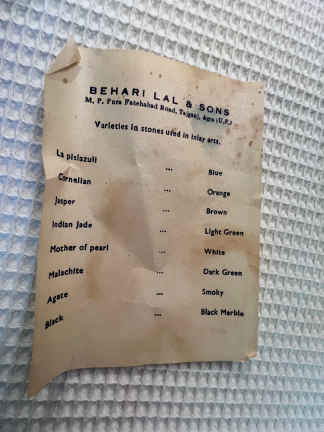 BEHARI LAL & SONS
M. P. Pura Fatehabad Road, Tajganj, Agra (U.P.)
Varieties in stones used in inlay arts.
La pislazuli ... Blue
Cornelian ... Orange
Jasper ... Brown
Indian Jade ... Light Green
Mother of pearl ... White
Malachite ... Dark Green
Agate ... Smoky
Black ... Black Marble